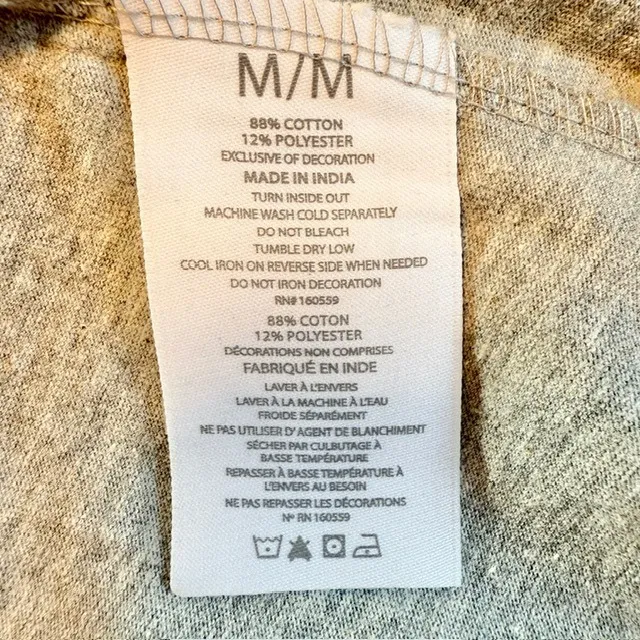 M/M
88% COTTON
12% POLYESTER
EXCLUSIVE OF DECORATION
MADE IN INDIA
TURN INSIDE OUT
MACHINE WASH COLD SEPARATELY
DO NOT BLEACH
TUMBLE DRY LOW
COOL IRON ON REVERSE SIDE WHEN NEEDED
DO NOT IRON DECORATION
RN# 160559
88% COTON
12% POLYESTER
DÉCORATIONS NON COMPRISES
FABRIQUÉ EN INDE
LAVER À L'ENVERS
LAVER À LA MACHINE À L'EAU
FROIDE SÉPARÉMENT
NE PAS UTILISER D'AGENT DE BLANCHIMENT
SÉCHER PAR CULBUTAGE À
BASSE TEMPÉRATURE
REPASSER À BASSE TEMPÉRATURE À
L'ENVERS AU BESOIN
NE PAS REPASSER LES DÉCORATIONS
Nº RN 160559